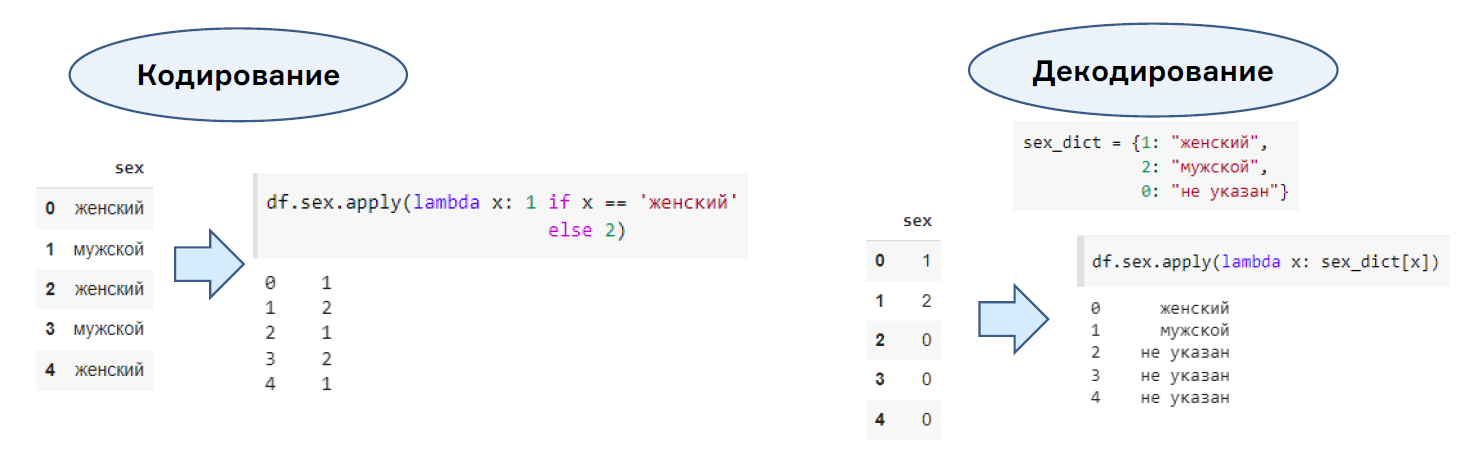 Кодирование
sex
0 женский
1 мужской
2 женский
3 мужской
4 женский
df.sex.apply(lambda x: 1 if x == 'женский'
else 2)
0 1
1 2
2 1
3 2
4 1
Декодирование
sex_dict = {1: "женский",
2: "мужской",
0: "не указан"}
sex
0 1
1 2
2 0
3 0
4 0
df.sex.apply(lambda x: sex_dict[x])
0 женский
1 мужской
2 не указан
3 не указан
4 не указан